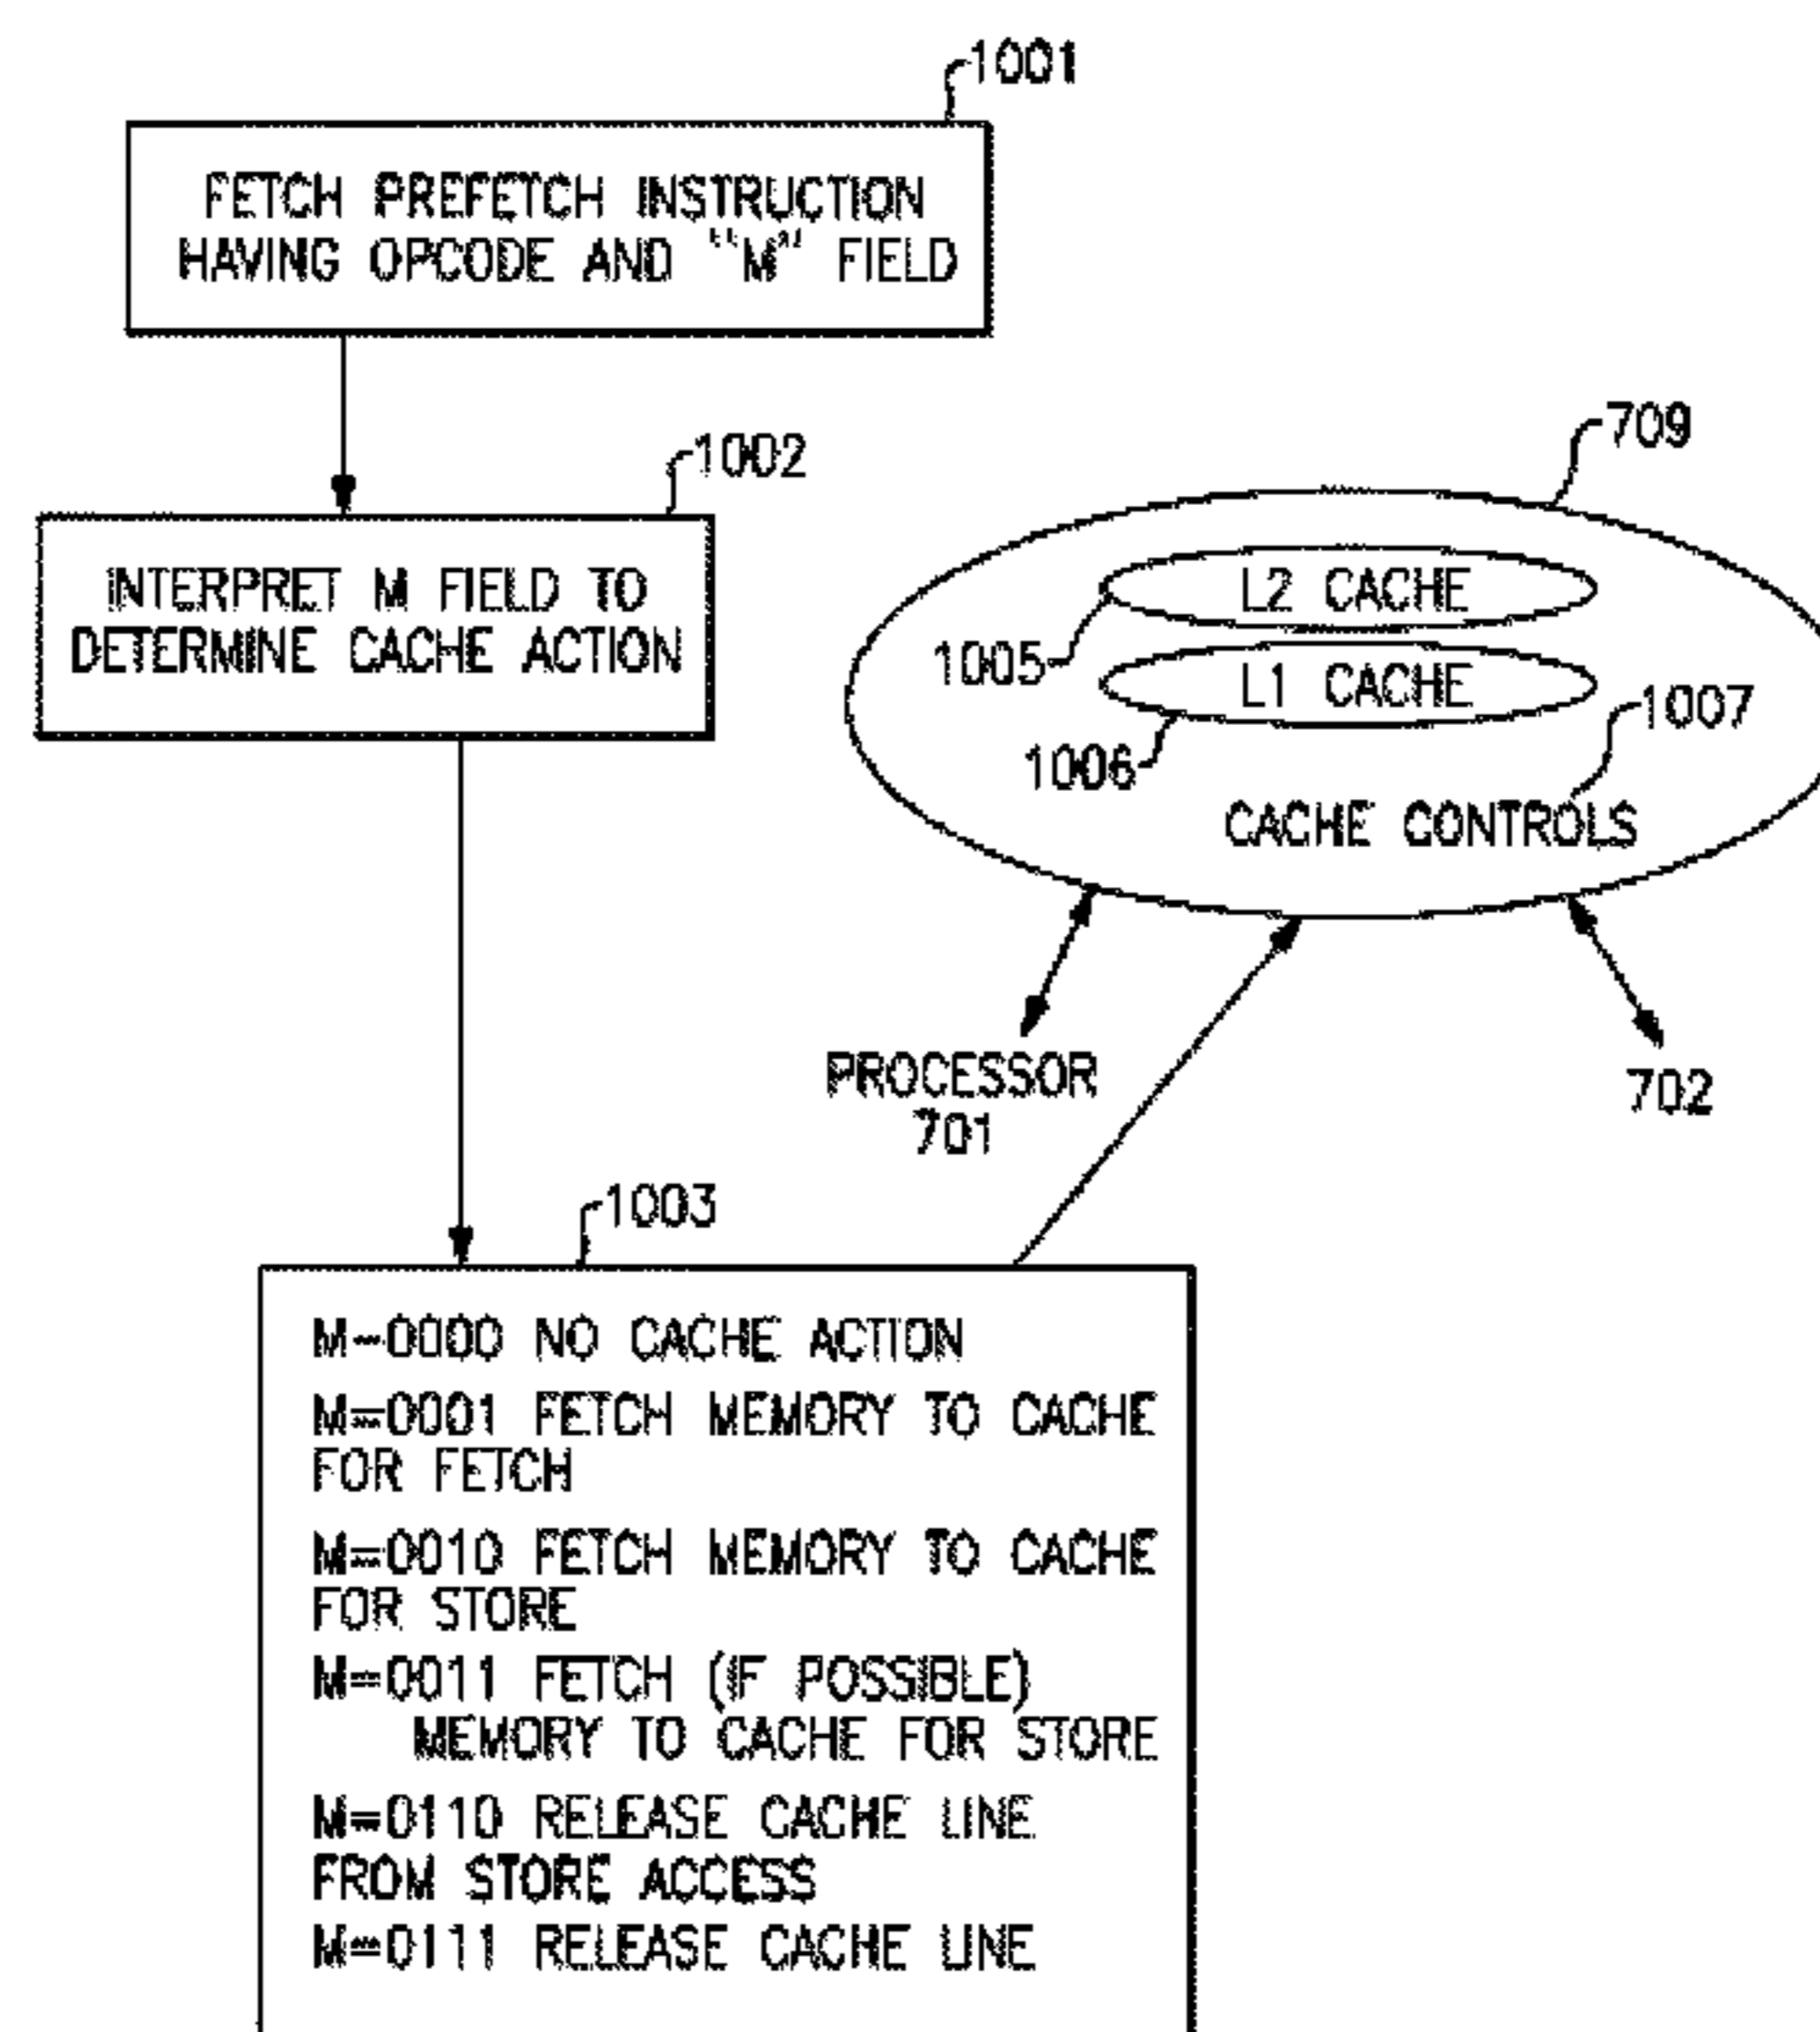 1001
FETCH PREFETCH INSTRUCTION
HAVING OPCODE AND "M" FIELD
1002
INTERPRET M FIELD TO
DETERMINE CACHE ACTION
709
L2 CACHE
1005
L1 CACHE
1007
1006
CACHE CONTROLS
PROCESSOR
701
702
1003
M-0000 NO CACHE ACTION
M=0001 FETCH MEMORY TO CACHE
FOR FETCH
M=0010 FETCH MEMORY TO CACHE
FOR STORE
M=0011 FETCH (IF POSSIBLE)
MEMORY TO CACHE FOR STORE
M=0110 RELEASE CACHE LINE
FROM STORE ACCESS
M=0111 RELEASE CACHE LINE